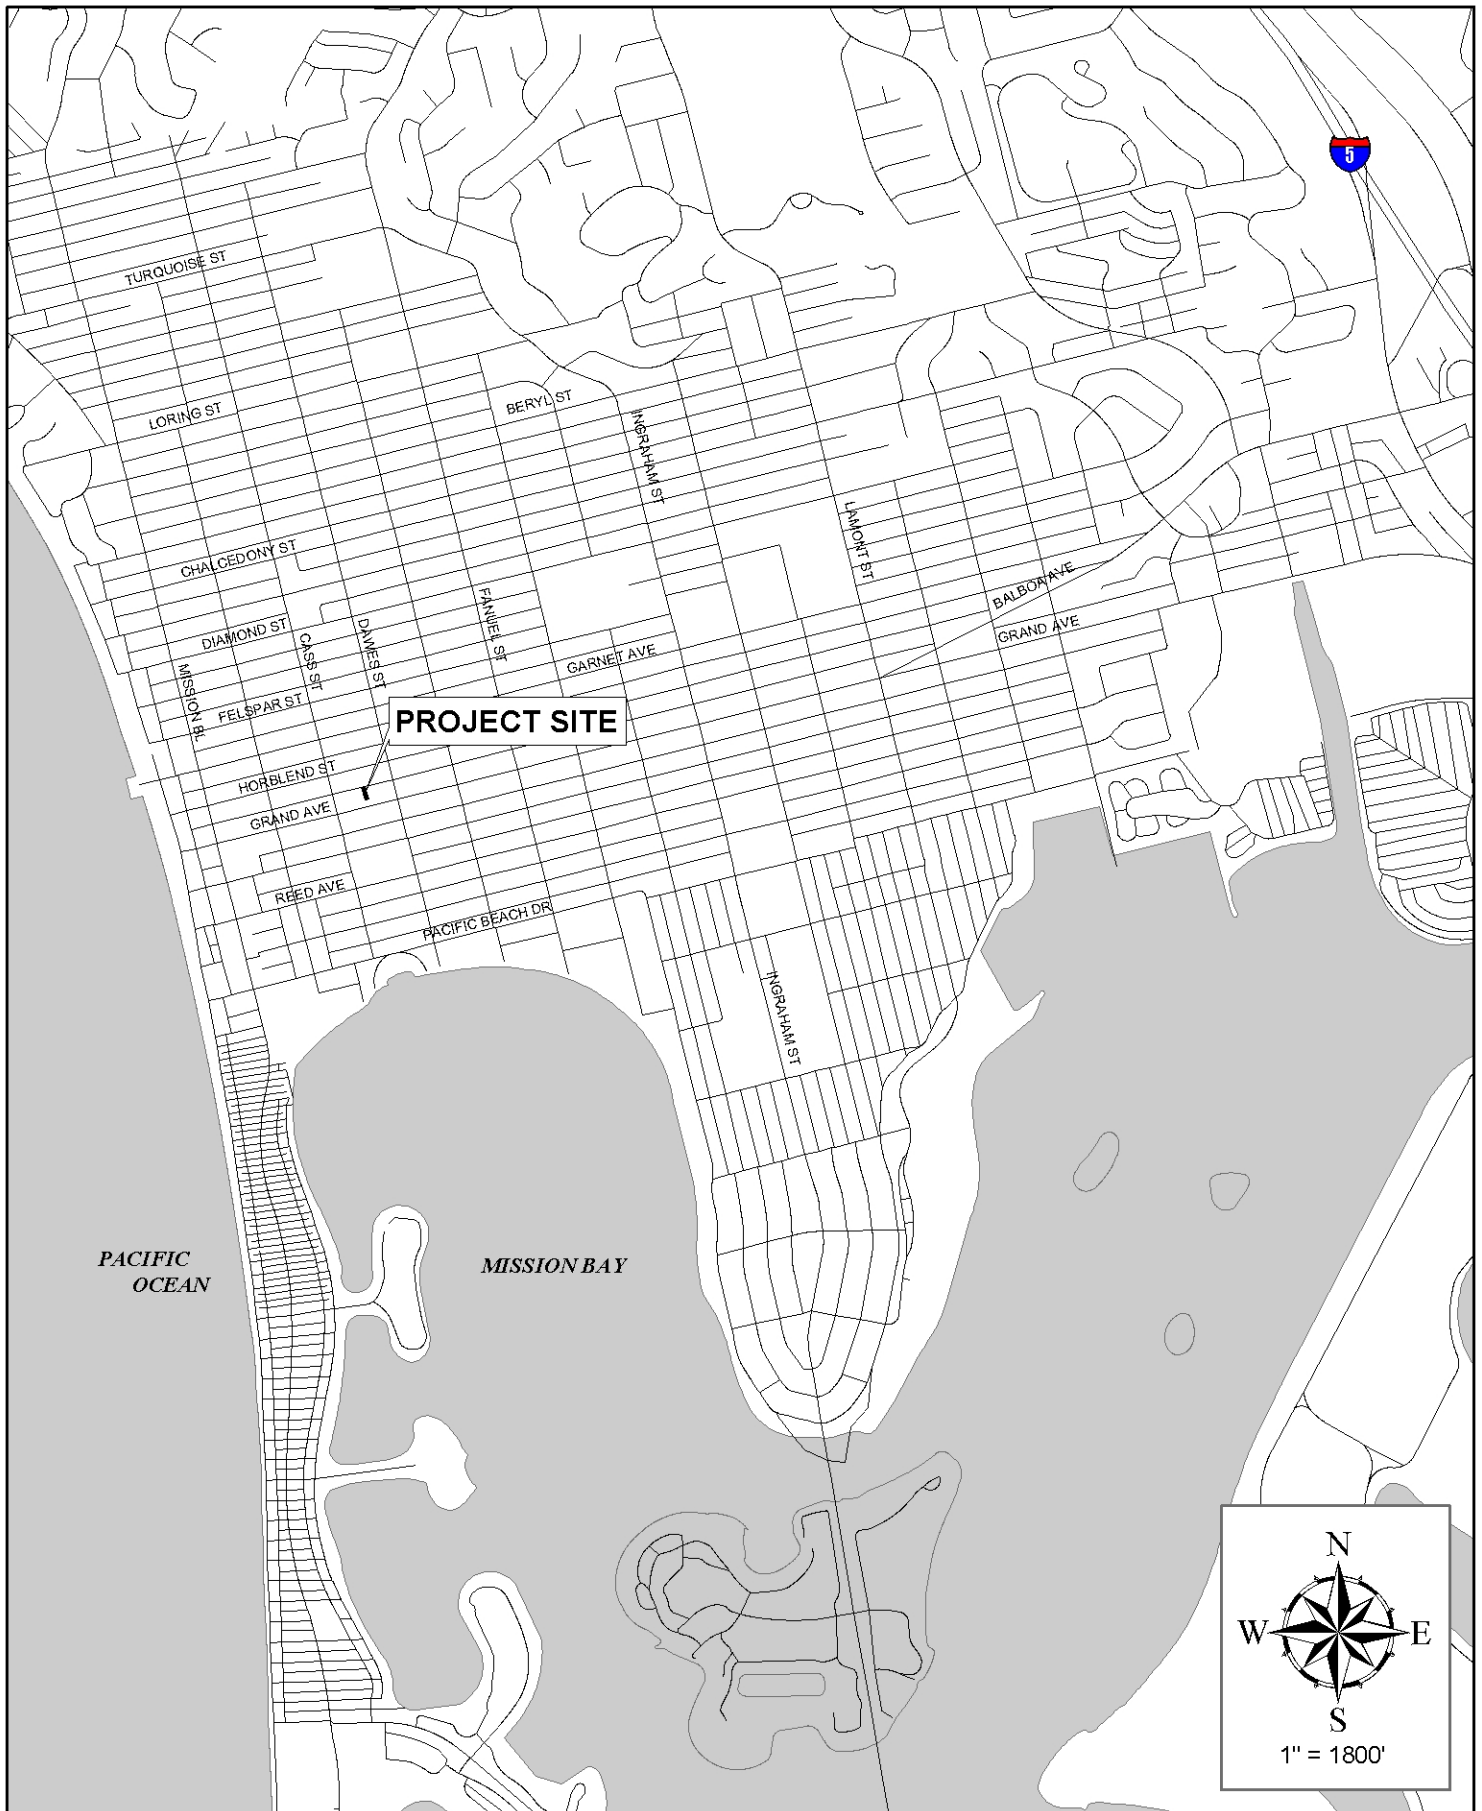 5
TURQUOISE ST
LORING ST
BERYL ST
INGRAHAM ST
LAMONT ST
CHALCEDONY ST
BALBOA AVE
GRAND AVE
DIAMOND ST
CASS ST
DAWES ST
FANUEL ST
GARNET AVE
MISSION BL
FELSPAR ST
PROJECT SITE
HORBLEND ST
GRAND AVE
REED AVE
PACIFIC BEACH DR
INGRAHAM ST
PACIFIC
OCEAN
MISSION BAY
N
W E
S
1" = 1800'